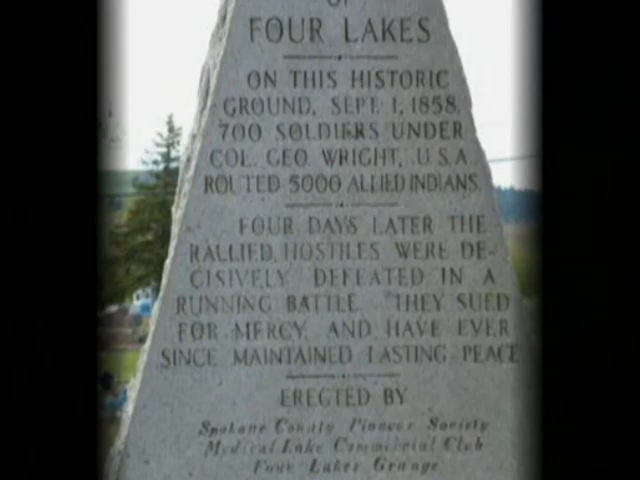 OF
FOUR LAKES
ON THIS HISTORIC
GROUND, SEPT. 1, 1858,
700 SOLDIERS UNDER
COL. GEO. WRIGHT, U.S.A.
ROUTED 5000 ALLIED INDIANS.
FOUR DAYS LATER THE
RALLIED HOSTILES WERE DE-
CISIVELY DEFEATED IN A
RUNNING BATTLE. THEY SUED
FOR MERCY, AND HAVE EVER
SINCE MAINTAINED LASTING PEACE
ERECTED BY
Spokane County Pioneer Society
Medical Lake Commercial Club
Four Lakes Grange